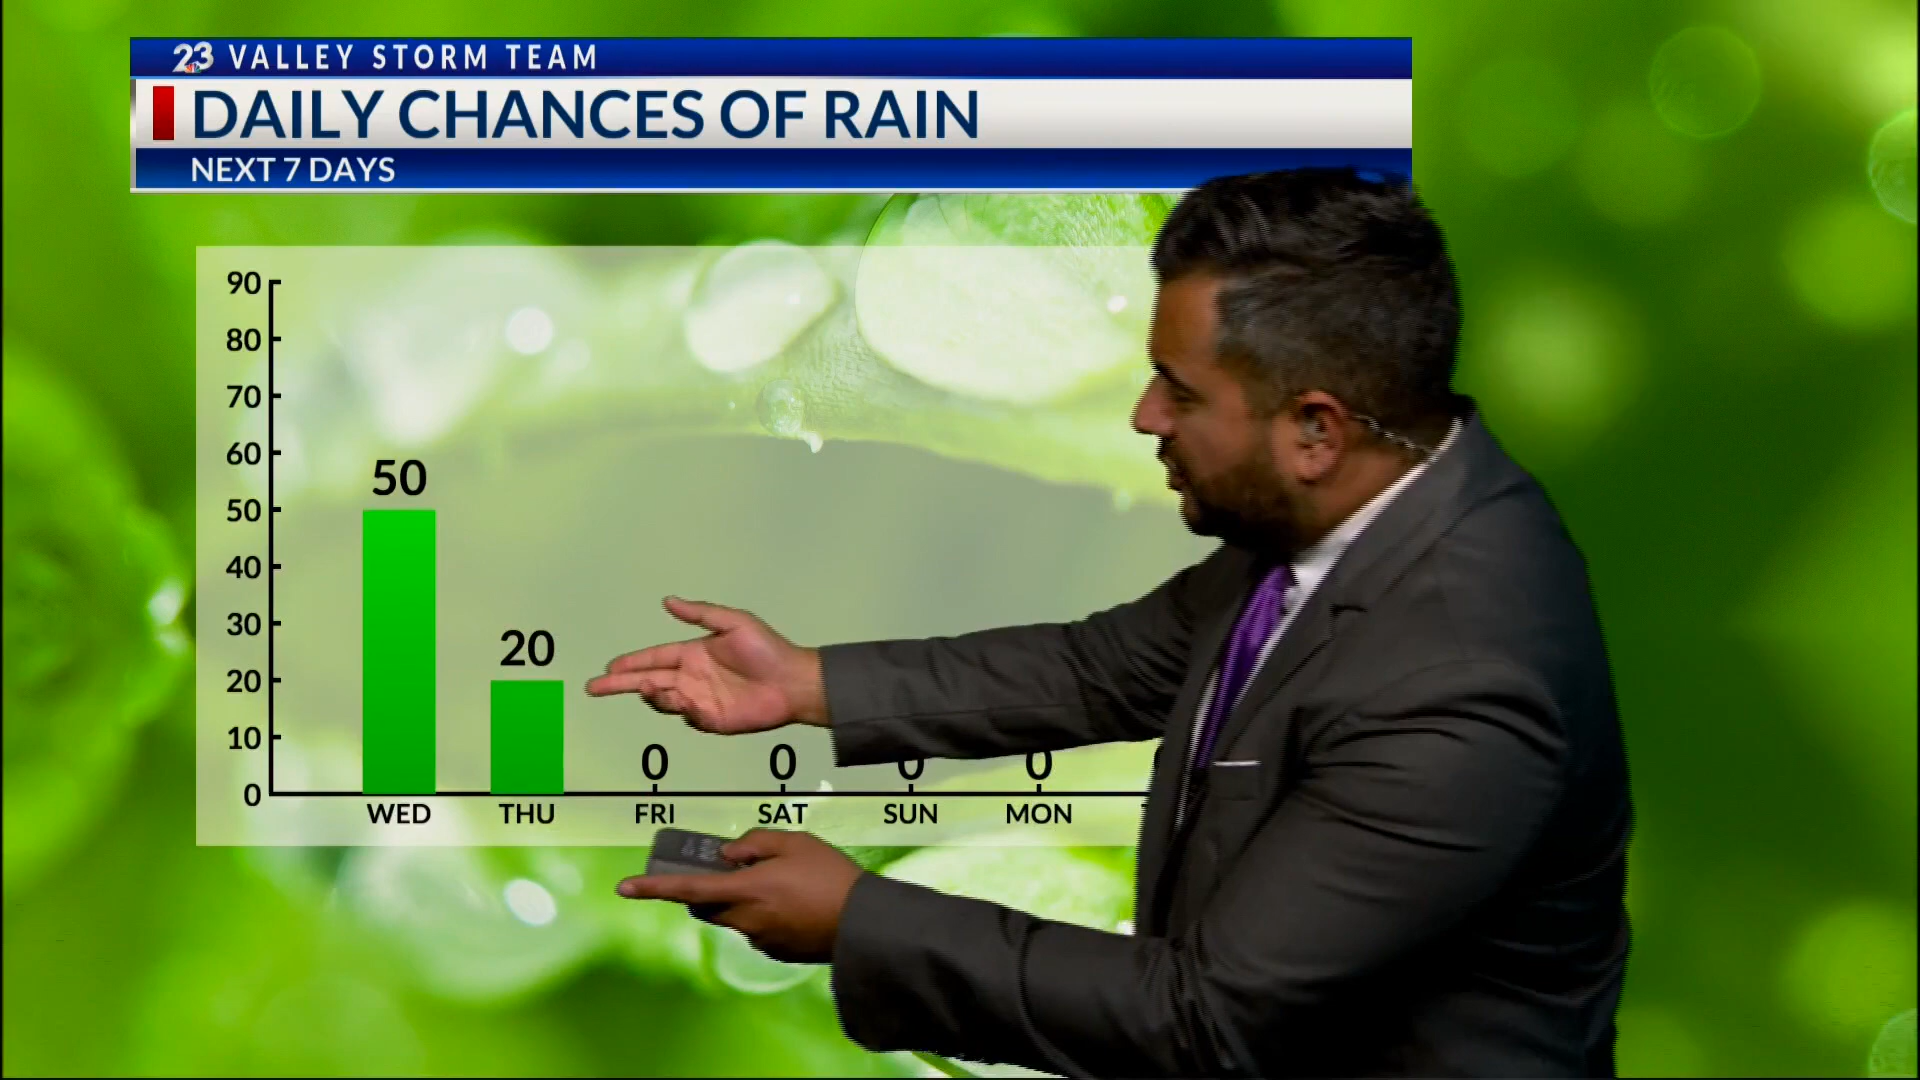 23 VALLEY STORM TEAM
DAILY CHANCES OF RAIN
NEXT 7 DAYS
90
80
70
60
50
40
30
20
10
0
50
20
0
0
0
0
WED
THU
FRI
SAT
SUN
MON